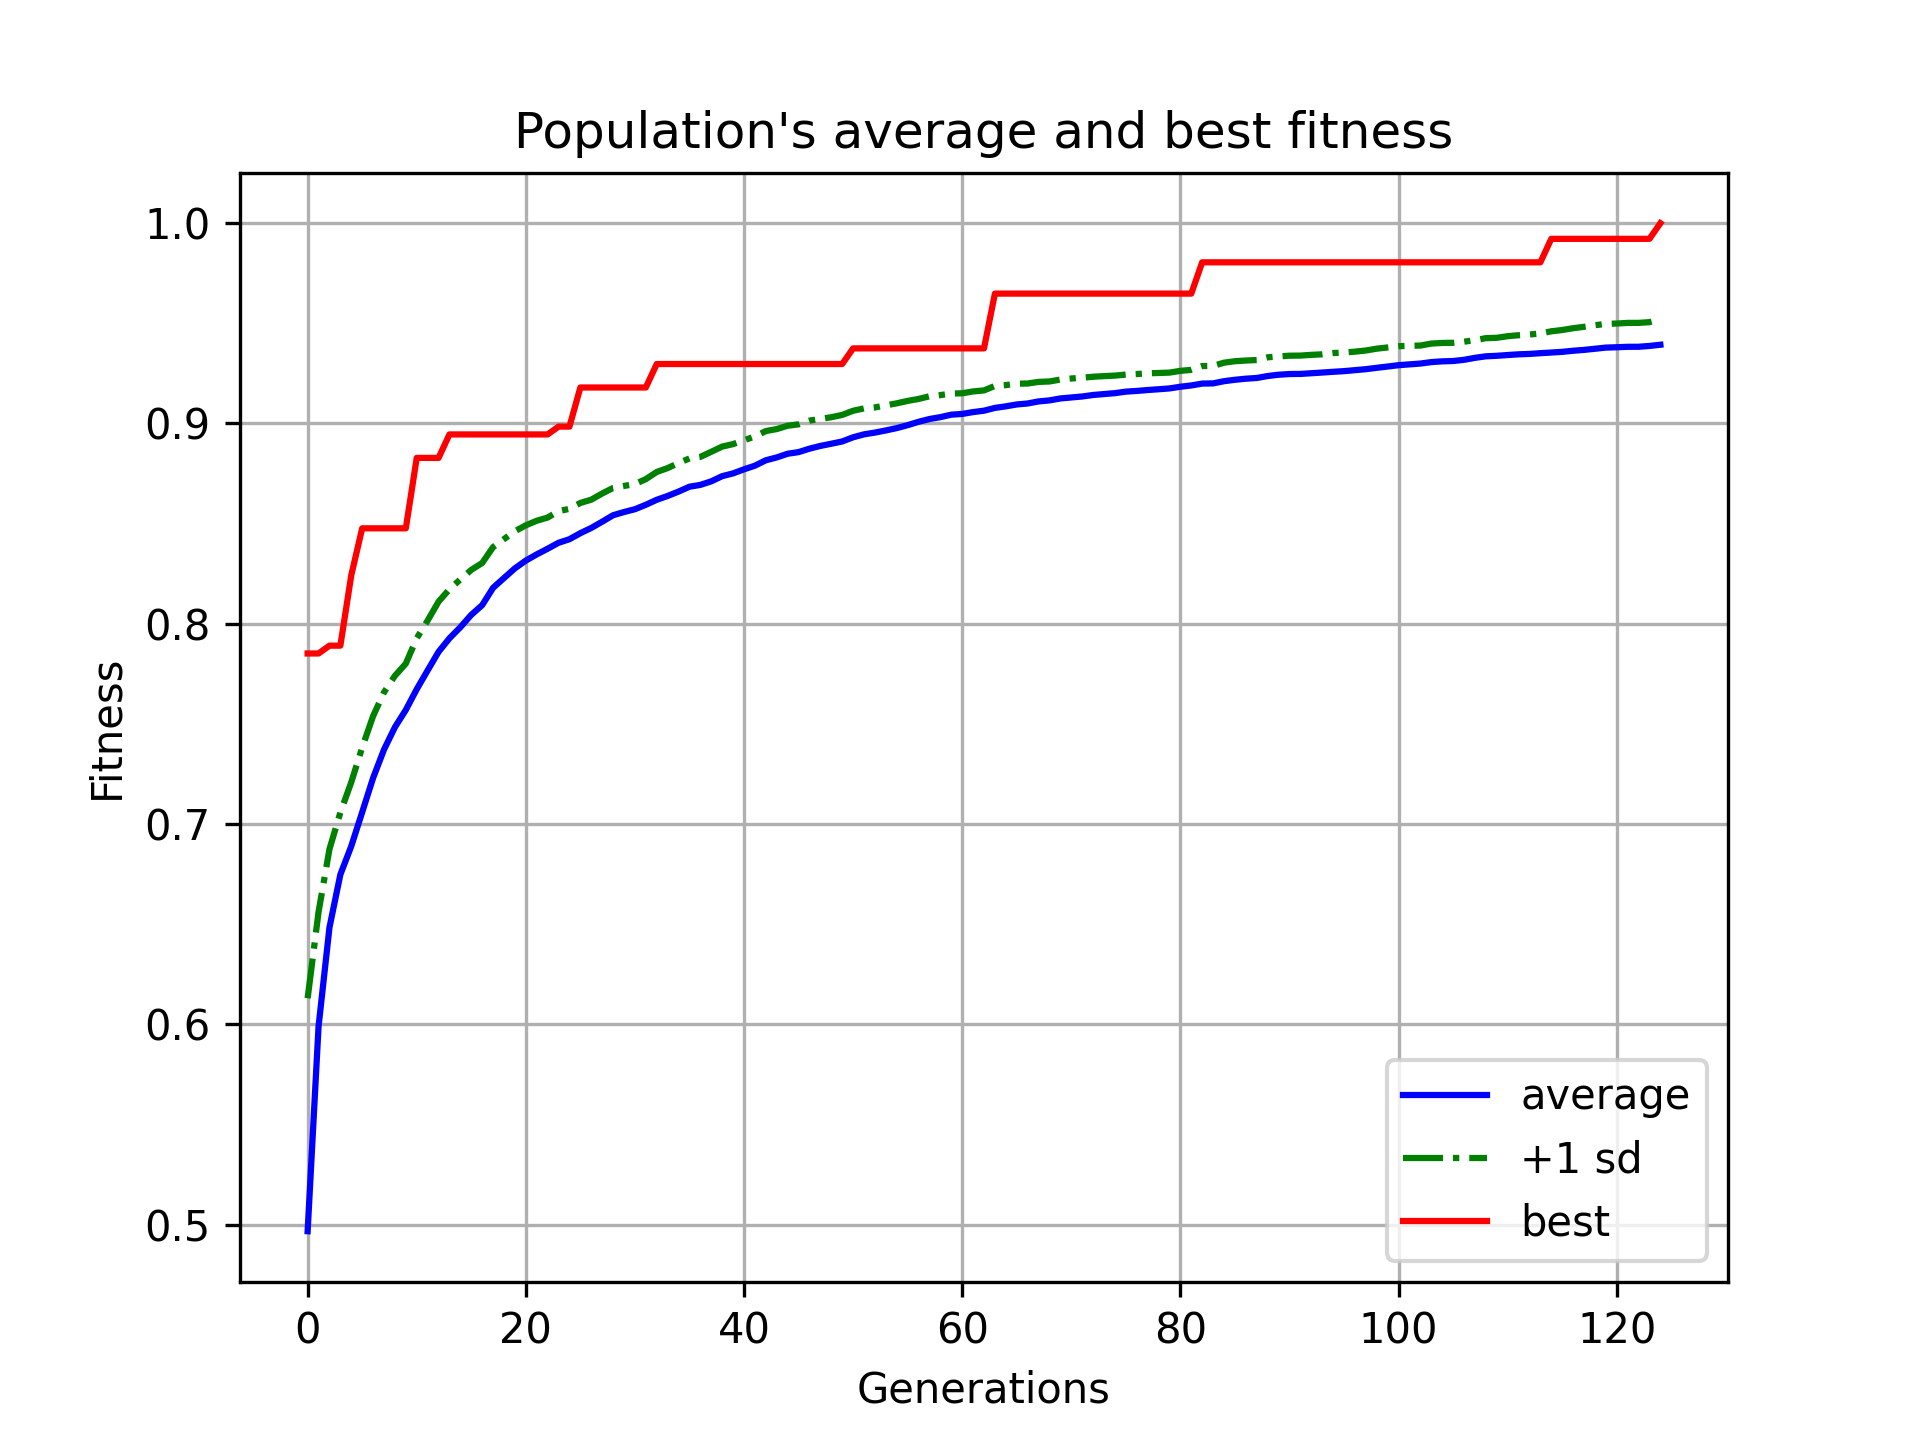 Population's average and best fitness
1.0
0.9
0.8
0.7
0.6
0.5
Fitness
average
+1 sd
best
0 20 40 60 80 100 120
Generations